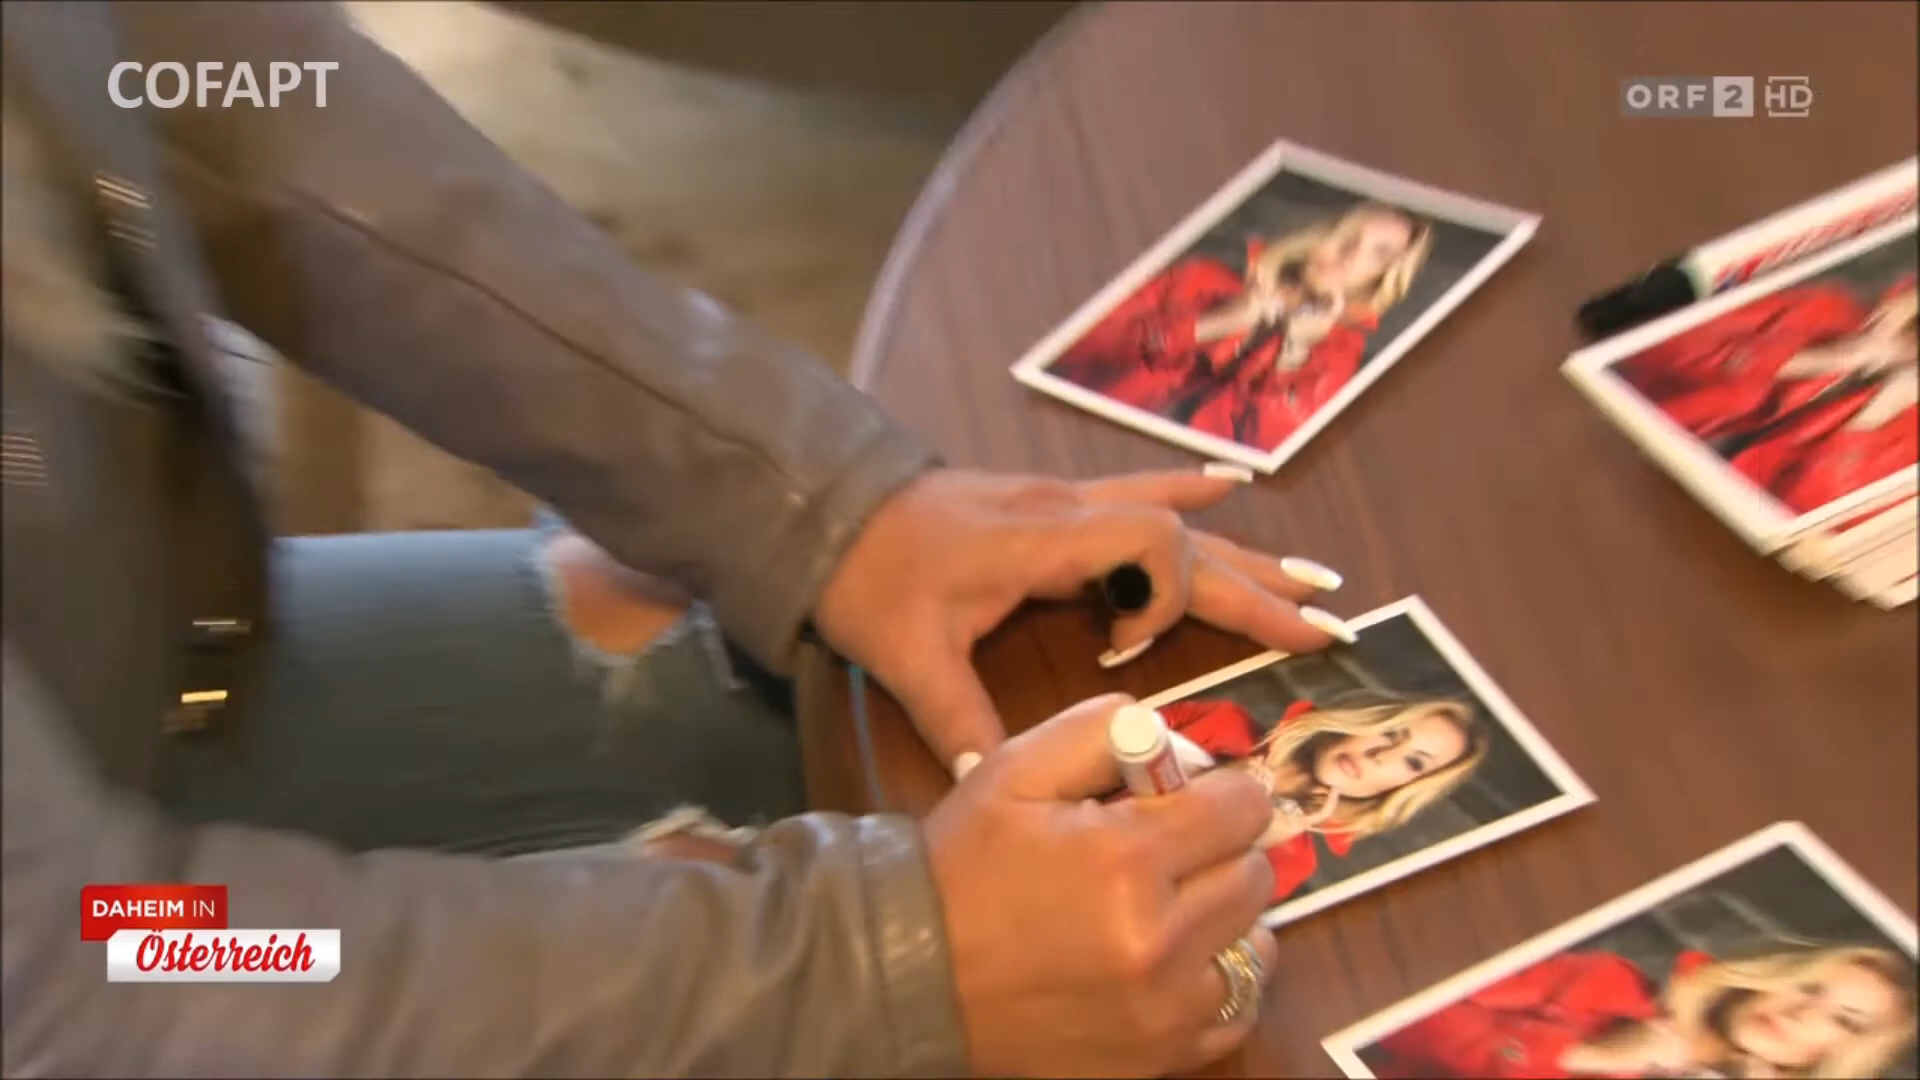 COFAPT
ORF 2 HD
DAHEIM IN
Österreich